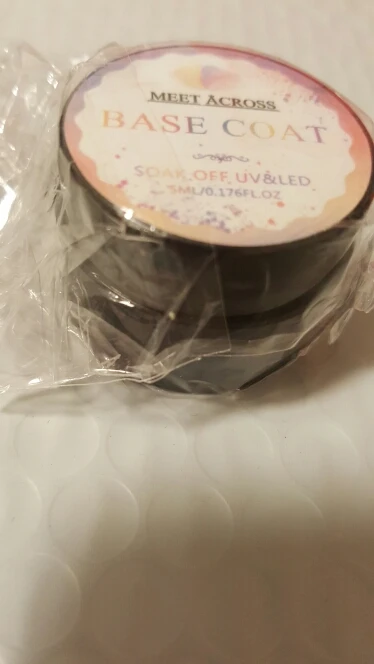 MEET ACROSS
BASE COAT
SOAK OFF UV&LED
5ML/0.176FL.OZ